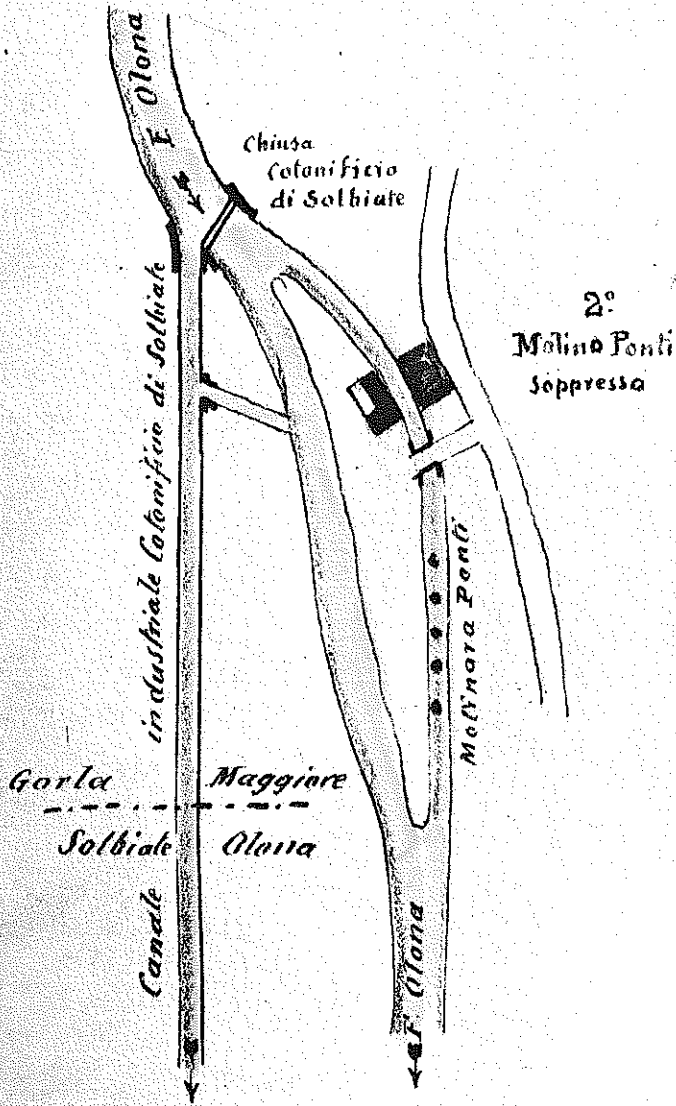 F. Olona
Chiusa
Cotonificio
di Solbiate
2º
Molino Ponti
soppressa
Canale industriale Cotonificio di Solbiate
Molinara Ponti
Gorla Maggiore
Solbiate Olona
F. Olona